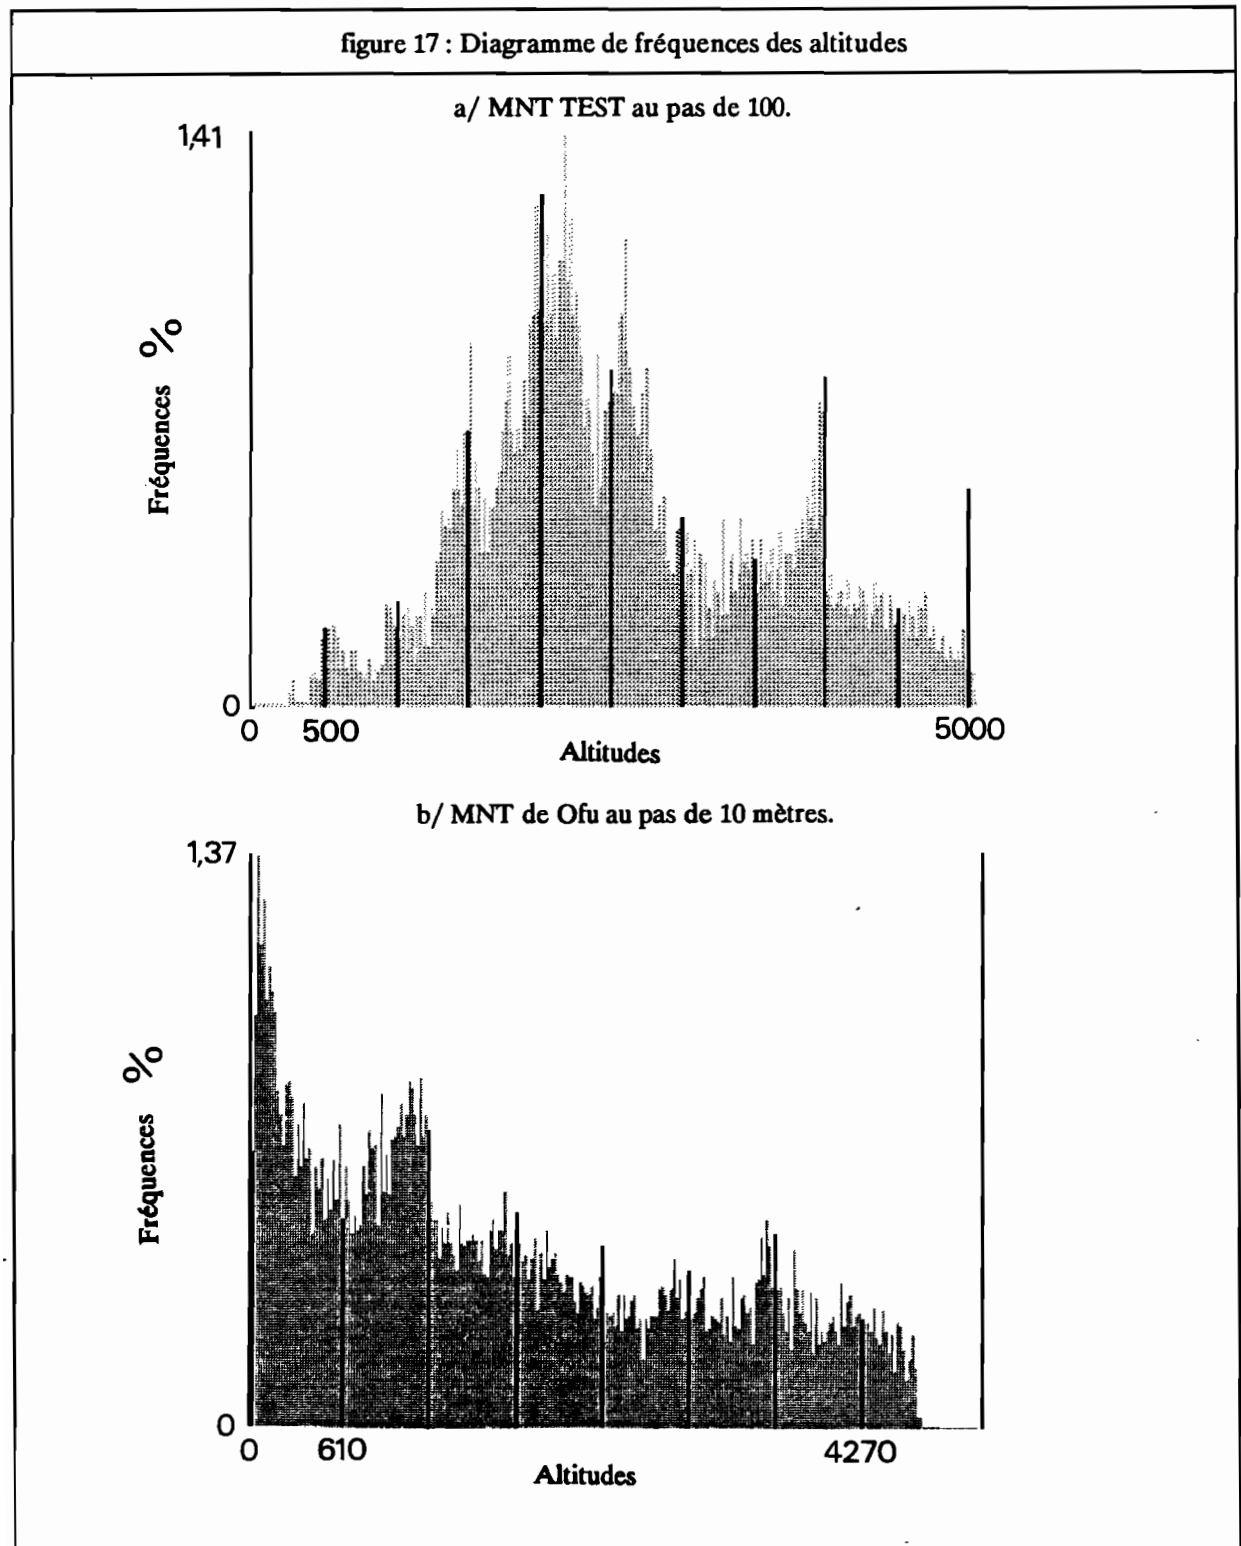 figure 17 : Diagramme de fréquences des altitudes
a/ MNT TEST au pas de 100.
1,41
Fréquences %
0
0 500 5000
Altitudes
b/ MNT de Ofu au pas de 10 mètres.
1,37
Fréquences %
0
0 610 4270
Altitudes